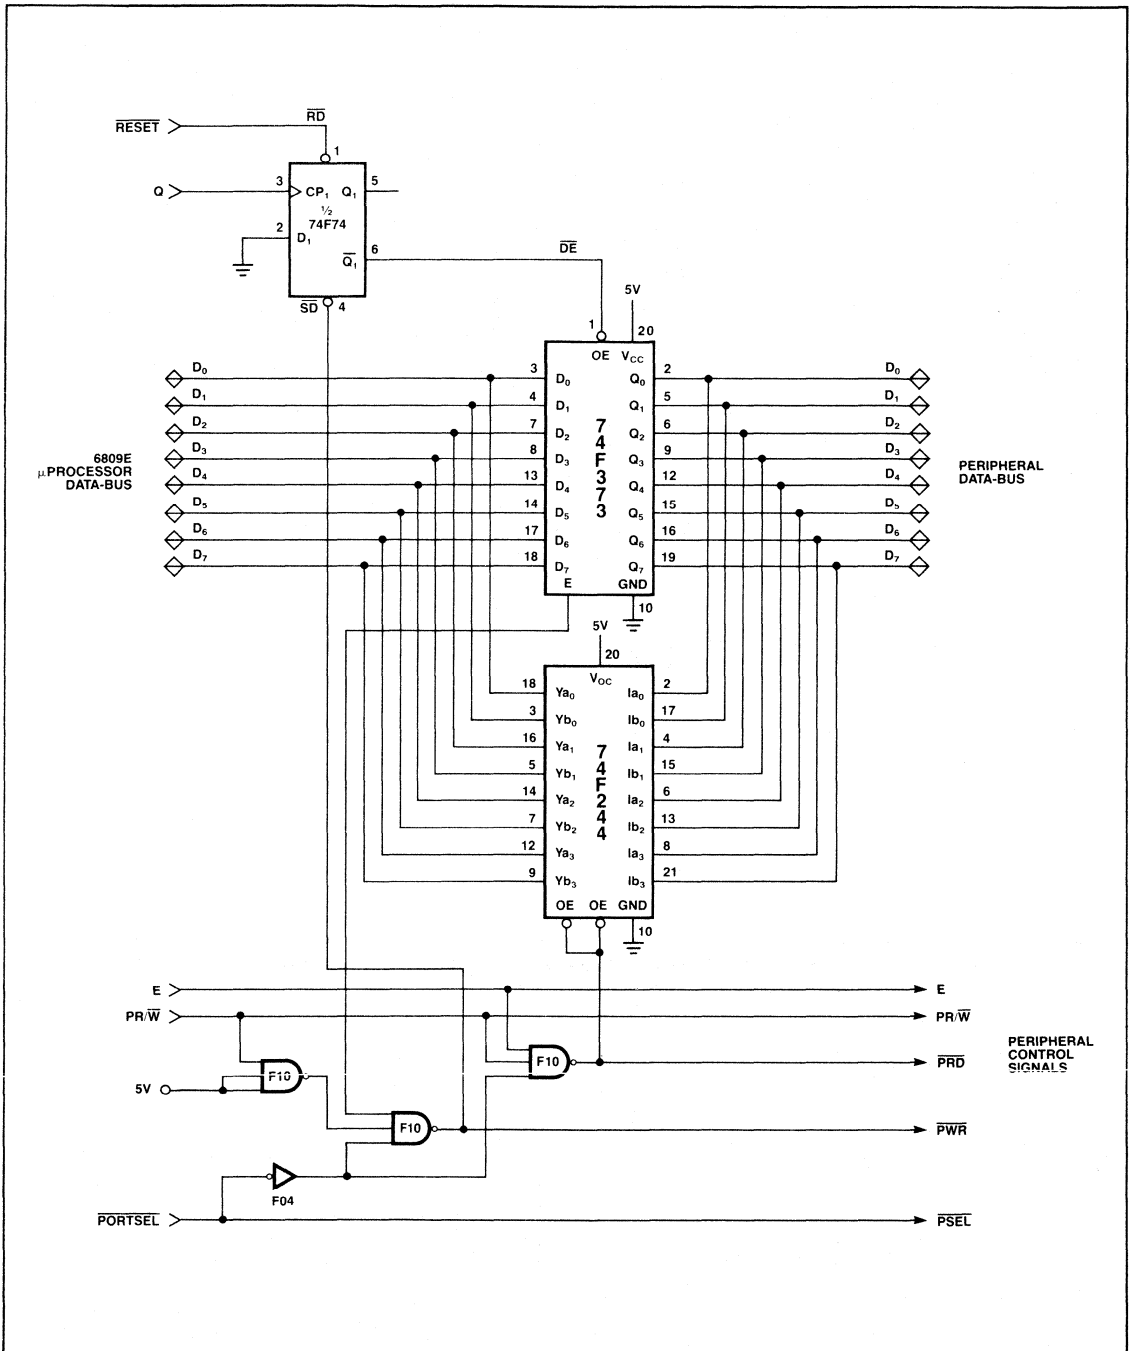 RESET
RD
1
Q
3 CP1 Q1 5
½
74F74
2 D1
Q1 6
SD 4
DE
5V
1 20
OE VCC
D0 3 D0 Q0 2 D0
D1 4 D1 Q1 5 D1
D2 7 D2 Q2 6 D2
D3 8 D3 Q3 9 D3
D4 13 D4 Q4 12 D4
D5 14 D5 Q5 15 D5
D6 17 D6 Q6 16 D6
D7 18 D7 Q7 19 D7
74F373
6809E
µPROCESSOR
DATA-BUS
PERIPHERAL
DATA-BUS
E GND
10
5V
20
VOC
18 Ya0 Ia0 2
3 Yb0 Ib0 17
16 Ya1 Ia1 4
5 Yb1 Ib1 15
14 Ya2 Ia2 6
7 Yb2 Ib2 13
12 Ya3 Ia3 8
9 Yb3 Ib3 21
74F244
OE OE GND
10
E E
PR/W PR/W
F10 PRD
PERIPHERAL
CONTROL
SIGNALS
5V F10
F10 PWR
F04
PORTSEL PSEL